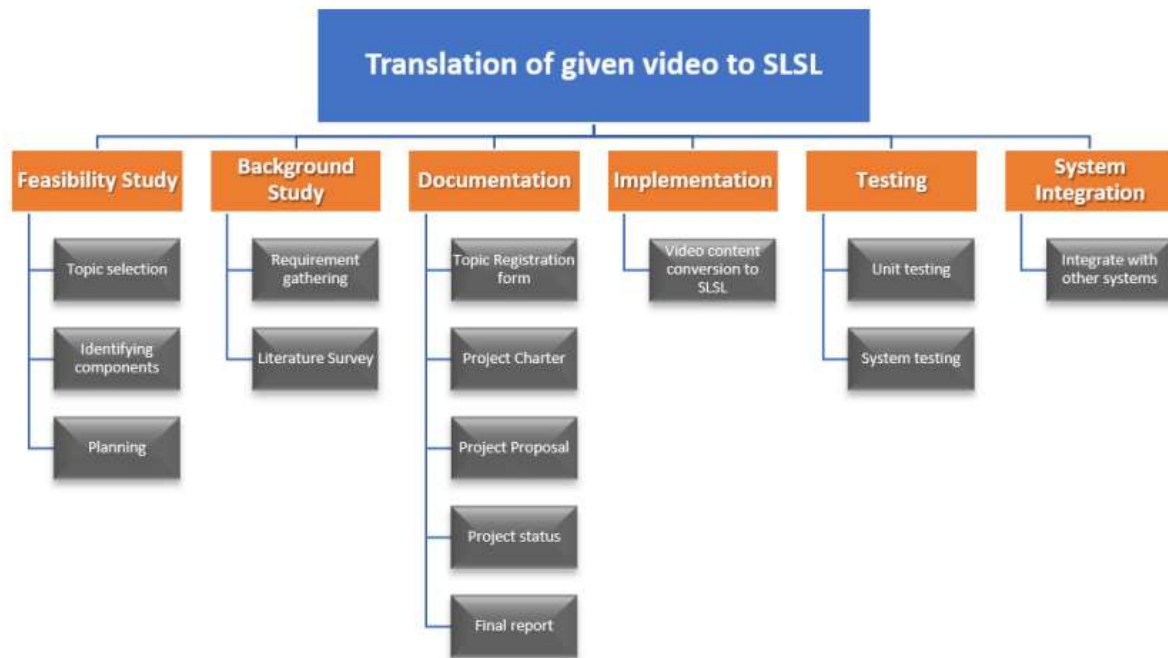 Translation of given video to SLSL
Feasibility Study
Topic selection
Identifying
components
Planning
Background
Study
Requirement
gathering
Literature Survey
Documentation
Topic Registration
form
Project Charter
Project Proposal
Project status
Final report
Implementation
Video content
conversion to
SLSL
Testing
Unit testing
System testing
System
Integration
Integrate with
other systems